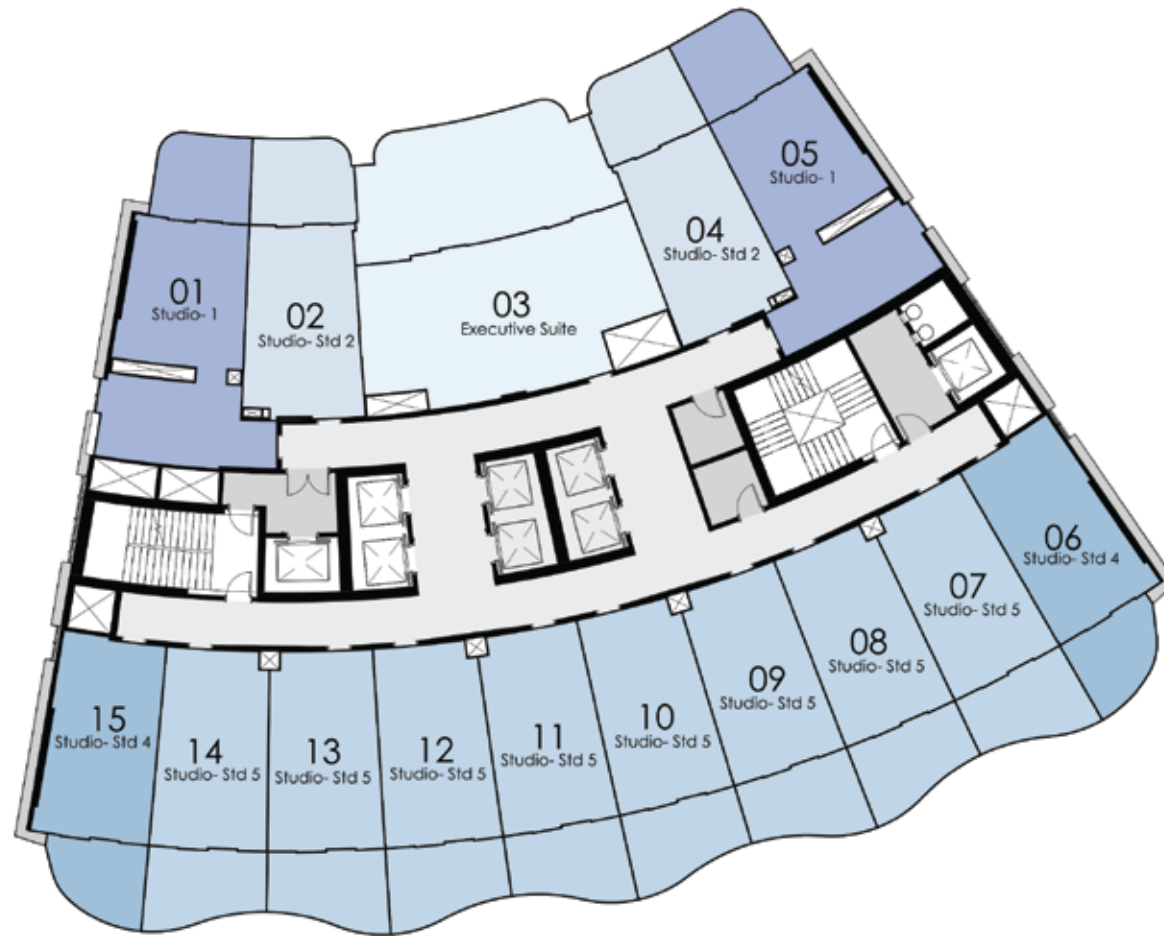 01
Studio- 1
02
Studio- Std 2
03
Executive Suite
04
Studio- Std 2
05
Studio- 1
06
Studio- Std 4
07
Studio- Std 5
08
Studio- Std 5
09
Studio- Std 5
10
Studio- Std 5
11
Studio- Std 5
12
Studio- Std 5
13
Studio- Std 5
14
Studio- Std 5
15
Studio- Std 4